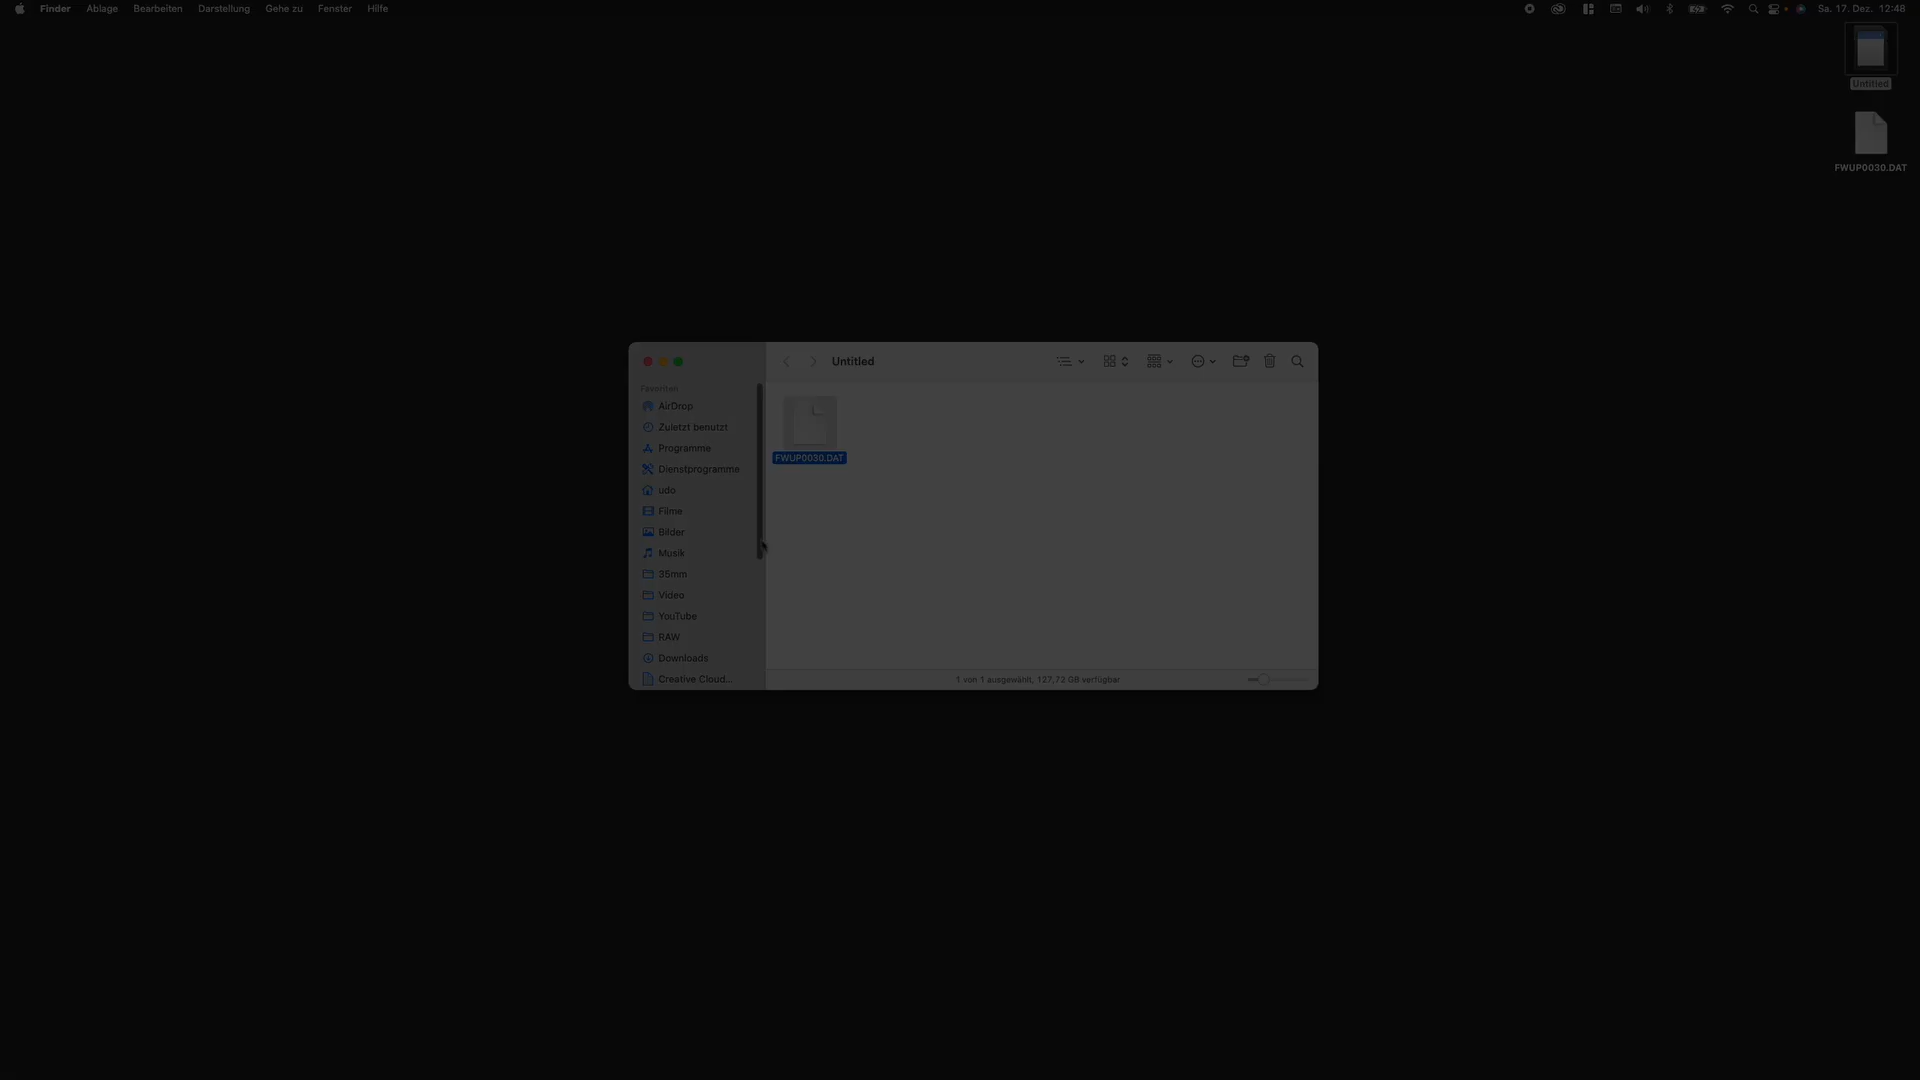 Finder Ablage Bearbeiten Darstellung Gehe zu Fenster Hilfe
Sa. 17. Dez. 12:48
Untitled
FWUP0030.DAT
Untitled
Favoriten
AirDrop
Zuletzt benutzt
Programme
Dienstprogramme
udo
Filme
Bilder
Musik
35mm
Video
YouTube
RAW
Downloads
Creative Cloud...
FWUP0030.DAT
1 von 1 ausgewählt, 127,72 GB verfügbar